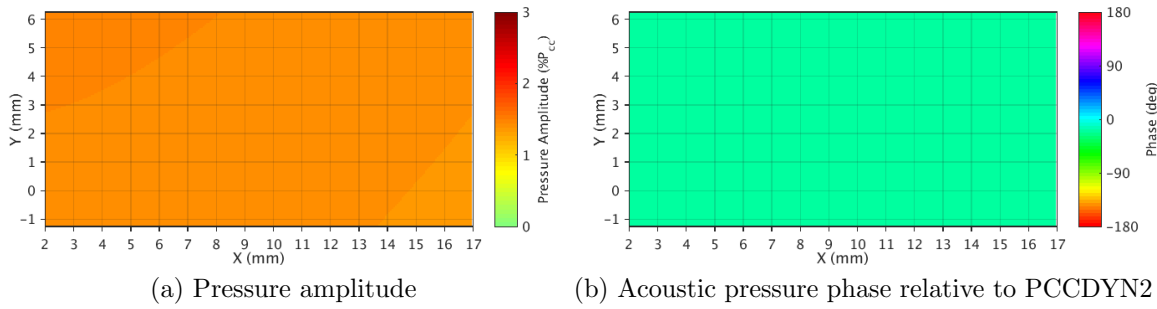 6
5
4
3
2
1
0
−1
Y (mm)
2 3 4 5 6 7 8 9 10 11 12 13 14 15 16 17
X (mm)
3
2
1
0
Pressure Amplitude (%P_cc)
(a) Pressure amplitude
6
5
4
3
2
1
0
−1
Y (mm)
2 3 4 5 6 7 8 9 10 11 12 13 14 15 16 17
X (mm)
180
90
0
−90
−180
Phase (deg)
(b) Acoustic pressure phase relative to PCCDYN2